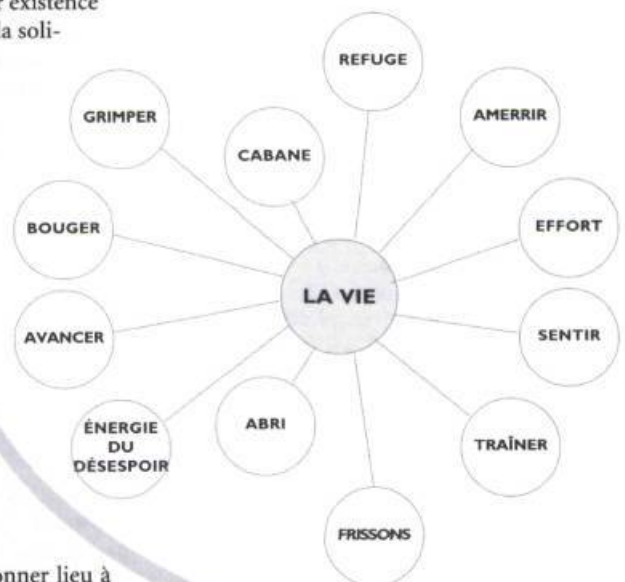 existence
la soli-
REFUGE
GRIMPER
AMERRIR
CABANE
BOUGER
EFFORT
LA VIE
AVANCER
SENTIR
ABRI
ÉNERGIE
DU
DÉSESPOIR
TRAÎNER
FRISSONS
onner lieu à